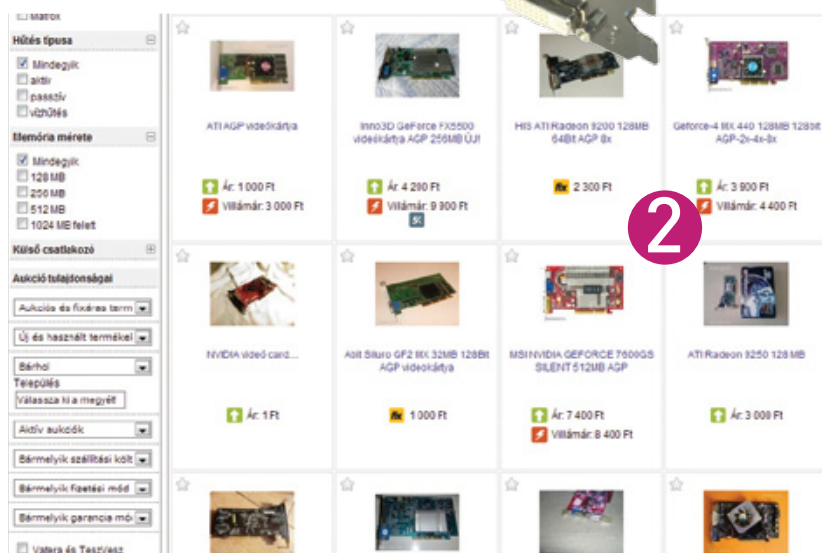 Matrox
Hűtés típusa
Mindegyik
aktív
passzív
vízhűtés
Memória mérete
Mindegyik
128 MB
256 MB
512 MB
1024 MB felett
Külső csatlakozó
Aukció tulajdonságai
Aukciós és fixáras term
Új és használt termékel
Bárhol
Település
Válassza ki a megyét!
Aktív aukciók
Bármelyik szállítási költ
Bármelyik fizetési mód
Bármelyik garancia mó
Vatera és TeszVesz
ATI AGP videókártya
Ár: 1 000 Ft
Villámár: 3 000 Ft
Inno3D GeForce FX5500
videókártya AGP 256MB ÚJ!
Ár: 4 290 Ft
Villámár: 9 900 Ft
HIS ATI Radeon 9200 128MB
64Bit AGP 8x
fix 2 300 Ft
Geforce-4 MX 440 128MB 128bit
AGP-2x-4x-8x
Ár: 3 900 Ft
Villámár: 4 400 Ft
2
NVIDIA videó card...
Ár: 1 Ft
Abit Siluro GF2 MX 32MB 128Bit
AGP videokártya
fix 1 000 Ft
MSI NVIDIA GEFORCE 7600GS
SILENT 512MB AGP
Ár: 7 400 Ft
Villámár: 8 400 Ft
ATI Radeon 9250 128 MB
Ár: 3 000 Ft